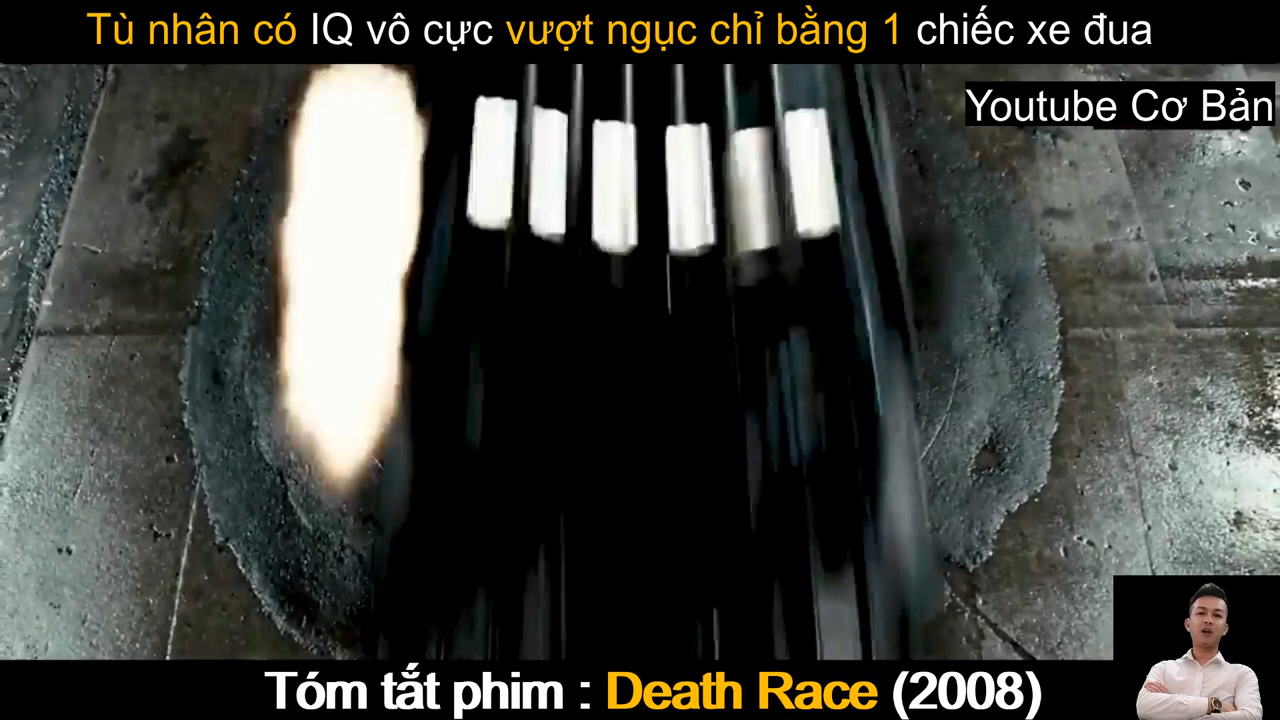 Tù nhân có IQ vô cực vượt ngục chỉ bằng 1 chiếc xe đua
Youtube Cơ Bản
Tóm tắt phim : Death Race (2008)